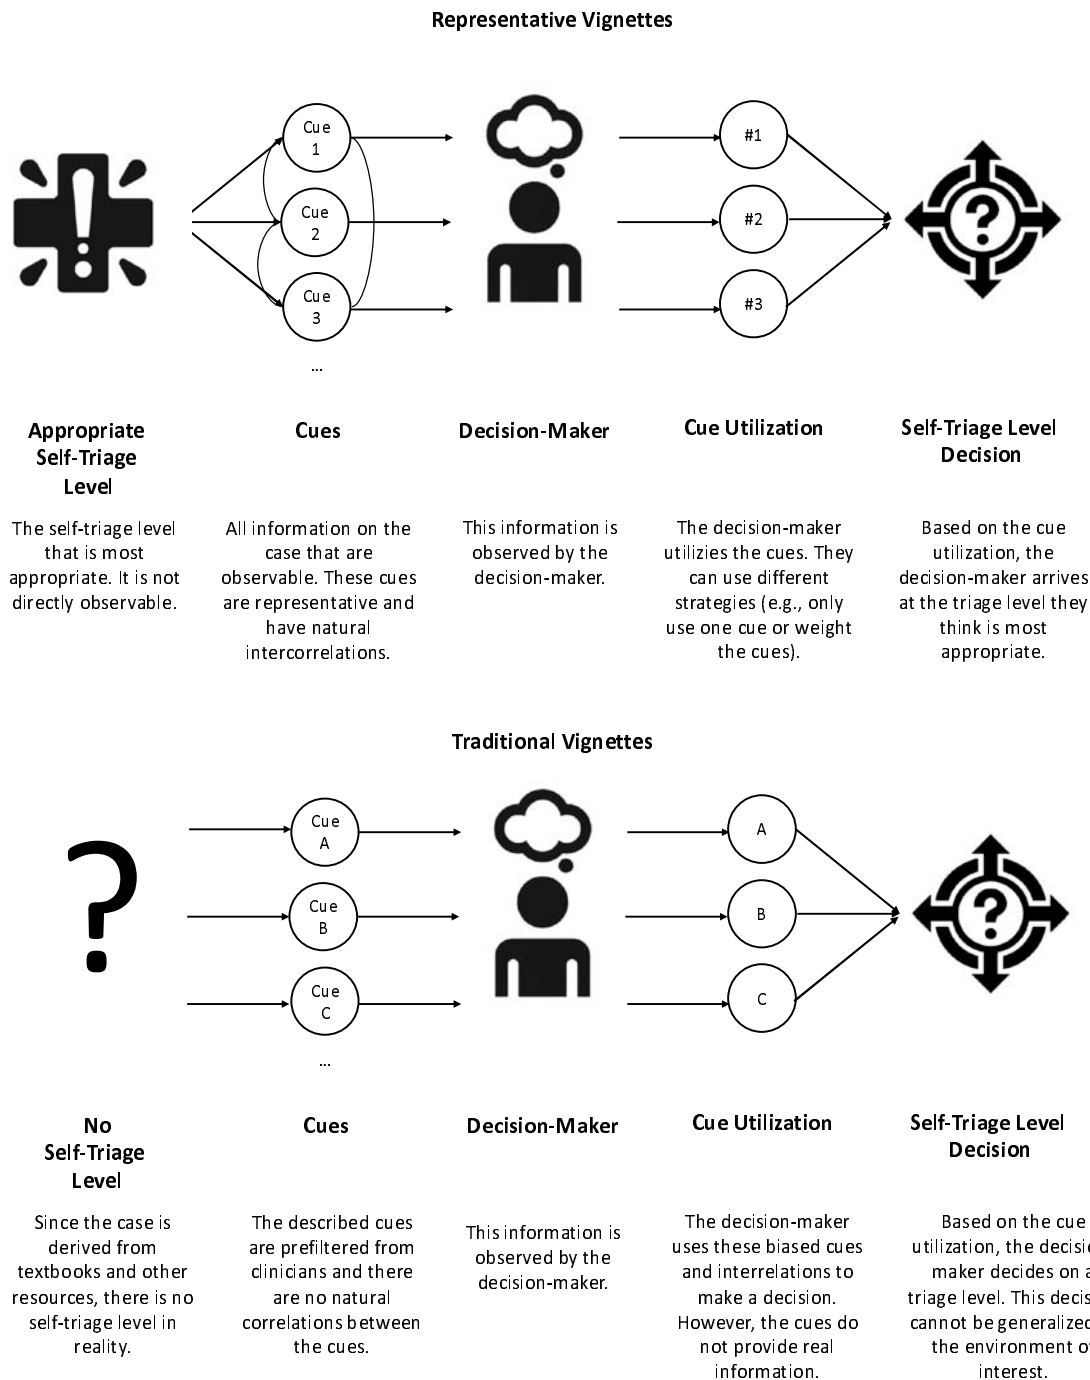 Representative Vignettes
Cue
1
Cue
2
Cue
3
...
!
#1
#2
#3
?
Appropriate
Self-Triage
Level
The self-triage level
that is most
appropriate. It is not
directly observable.
Cues
All information on the
case that are
observable. These cues
are representative and
have natural
intercorrelations.
Decision-Maker
This information is
observed by the
decision-maker.
Cue Utilization
The decision-maker
utilizies the cues. They
can use different
strategies (e.g., only
use one cue or weight
the cues).
Self-Triage Level
Decision
Based on the cue
utilization, the
decision-maker arrives
at the triage level they
think is most
appropriate.
Traditional Vignettes
?
Cue
A
Cue
B
Cue
C
...
A
B
C
?
No
Self-Triage
Level
Since the case is
derived from
textbooks and other
resources, there is no
self-triage level in
reality.
Cues
The described cues
are prefiltered from
clinicians and there
are no natural
correlations between
the cues.
Decision-Maker
This information is
observed by the
decision-maker.
Cue Utilization
The decision-maker
uses these biased cues
and interrelations to
make a decision.
However, the cues do
not provide real
information.
Self-Triage Level
Decision
Based on the cue
utilization, the
maker decides on
triage level. This
cannot be generalized
the environment
interest.